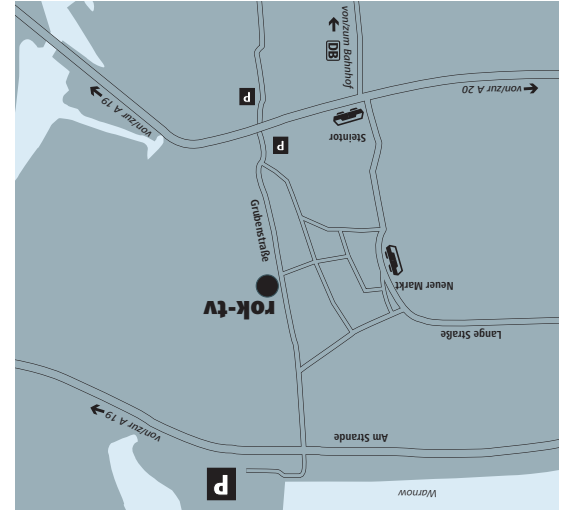 Warnow
P
Am Strande
von/zur A 19
Lange Straße
rok-tv
Neuer Markt
Grubenstraße
P
Steintor
von/zur A 19
P
von/zur A 20
DB
von/zum Bahnhof